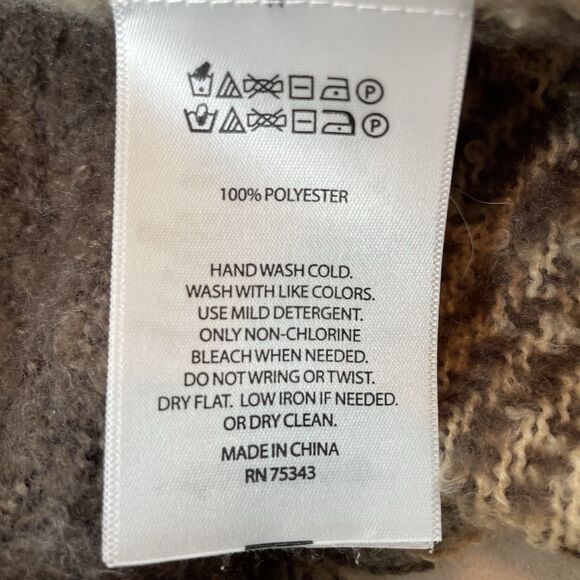 P
P
100% POLYESTER
HAND WASH COLD.
WASH WITH LIKE COLORS.
USE MILD DETERGENT.
ONLY NON-CHLORINE
BLEACH WHEN NEEDED.
DO NOT WRING OR TWIST.
DRY FLAT. LOW IRON IF NEEDED.
OR DRY CLEAN.
MADE IN CHINA
RN 75343